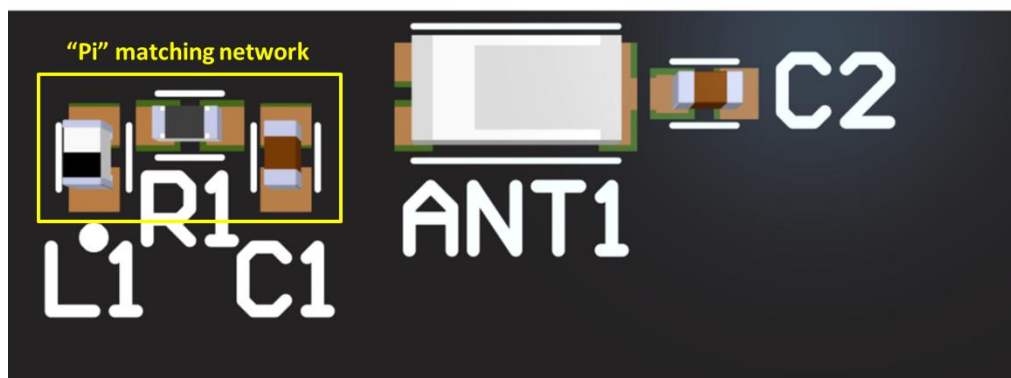 “Pi” matching network
C2
R1
ANT1
L1
C1